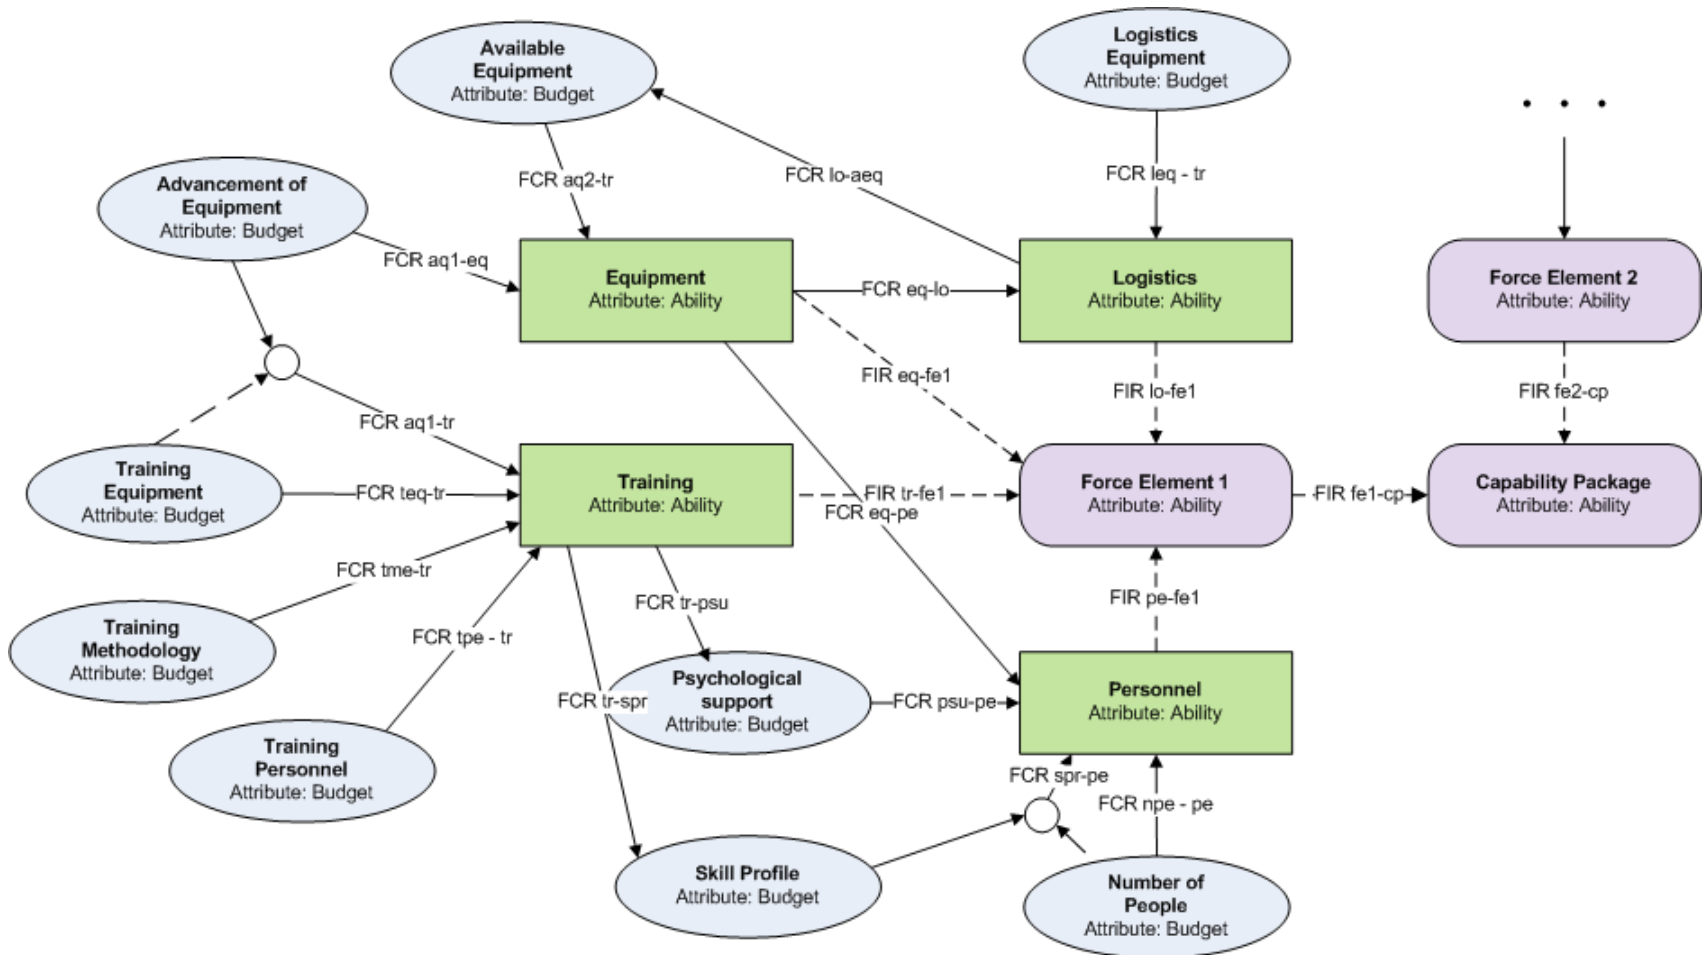 Available
Equipment
Attribute: Budget
Logistics
Equipment
Attribute: Budget
. . .
FCR aq2-tr
FCR lo-aeq
FCR leq - tr
Advancement of
Equipment
Attribute: Budget
FCR aq1-eq
Equipment
Attribute: Ability
FCR eq-lo
Logistics
Attribute: Ability
Force Element 2
Attribute: Ability
FIR eq-fe1
FIR lo-fe1
FIR fe2-cp
FCR aq1-tr
Training
Equipment
Attribute: Budget
FCR teq-tr
Training
Attribute: Ability
FIR tr-fe1
FCR eq-pe
Force Element 1
Attribute: Ability
FIR fe1-cp
Capability Package
Attribute: Ability
FCR tme-tr
FCR tr-psu
FIR pe-fe1
Training
Methodology
Attribute: Budget
FCR tpe - tr
FCR tr-spr
Psychological
support
Attribute: Budget
FCR psu-pe
Personnel
Attribute: Ability
Training
Personnel
Attribute: Budget
FCR spr-pe
FCR npe - pe
Skill Profile
Attribute: Budget
Number of
People
Attribute: Budget